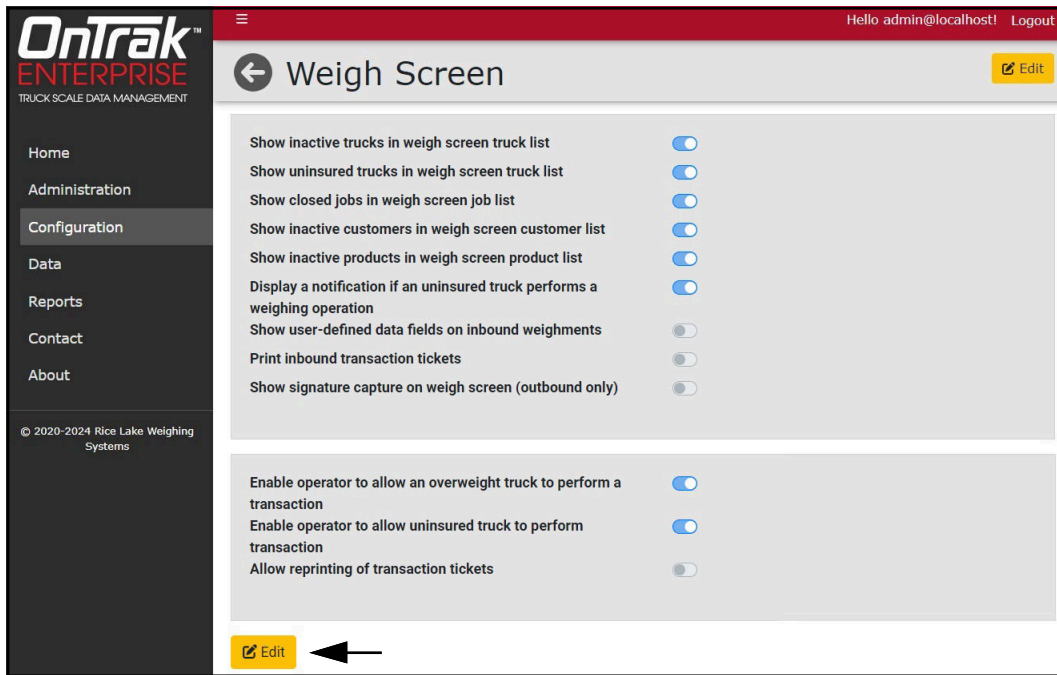 OnTrak™
ENTERPRISE
TRUCK SCALE DATA MANAGEMENT
Home
Administration
Configuration
Data
Reports
Contact
About
© 2020-2024 Rice Lake Weighing
Systems
Hello admin@localhost! Logout
Weigh Screen
Edit
Show inactive trucks in weigh screen truck list
Show uninsured trucks in weigh screen truck list
Show closed jobs in weigh screen job list
Show inactive customers in weigh screen customer list
Show inactive products in weigh screen product list
Display a notification if an uninsured truck performs a
weighing operation
Show user-defined data fields on inbound weighments
Print inbound transaction tickets
Show signature capture on weigh screen (outbound only)
Enable operator to allow an overweight truck to perform a
transaction
Enable operator to allow uninsured truck to perform
transaction
Allow reprinting of transaction tickets
Edit